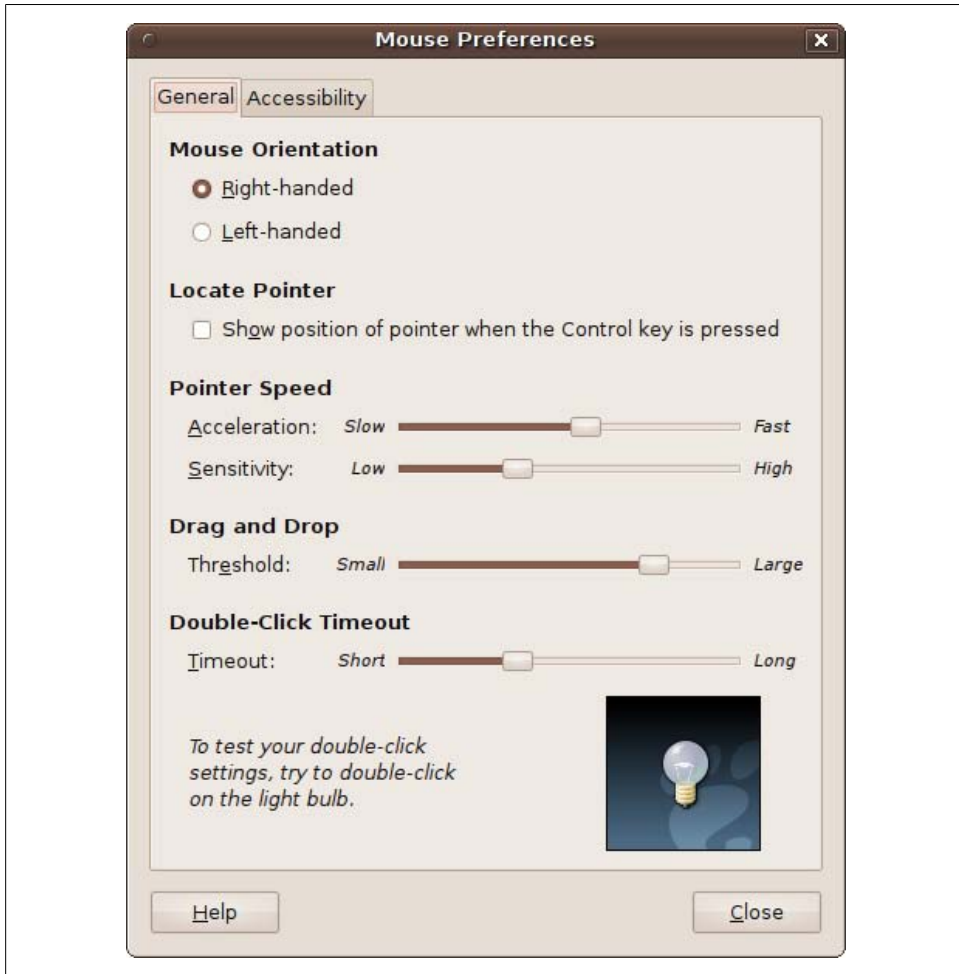 Mouse Preferences
General Accessibility
Mouse Orientation
Right-handed
Left-handed
Locate Pointer
Show position of pointer when the Control key is pressed
Pointer Speed
Acceleration: Slow Fast
Sensitivity: Low High
Drag and Drop
Threshold: Small Large
Double-Click Timeout
Timeout: Short Long
To test your double-click
settings, try to double-click
on the light bulb.
Help Close